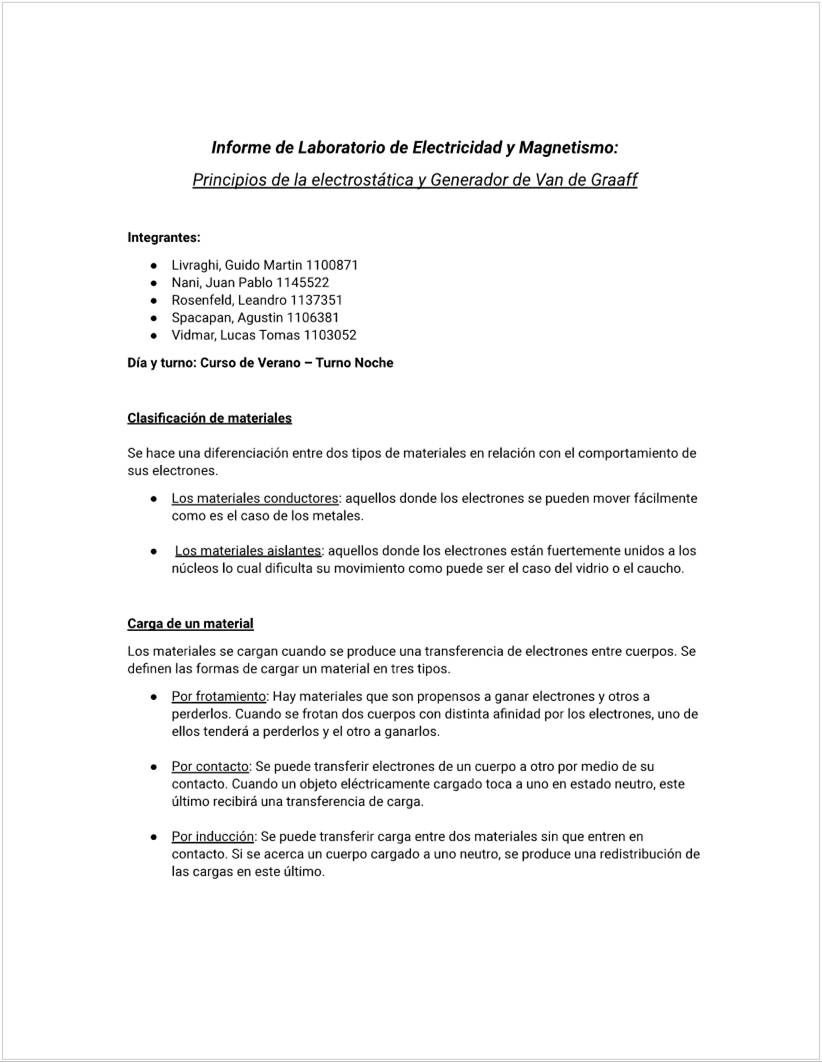 Informe de Laboratorio de Electricidad y Magnetismo:
Principios de la electrostática y Generador de Van de Graaff
Integrantes:
● Livraghi, Guido Martin 1100871
● Nani, Juan Pablo 1145522
● Rosenfeld, Leandro 1137351
● Spacapan, Agustin 1106381
● Vidmar, Lucas Tomas 1103052
Día y turno: Curso de Verano – Turno Noche
Clasificación de materiales
Se hace una diferenciación entre dos tipos de materiales en relación con el comportamiento de
sus electrones.
● Los materiales conductores: aquellos donde los electrones se pueden mover fácilmente
como es el caso de los metales.
● Los materiales aislantes: aquellos donde los electrones están fuertemente unidos a los
núcleos lo cual dificulta su movimiento como puede ser el caso del vidrio o el caucho.
Carga de un material
Los materiales se cargan cuando se produce una transferencia de electrones entre cuerpos. Se
definen las formas de cargar un material en tres tipos.
● Por frotamiento: Hay materiales que son propensos a ganar electrones y otros a
perderlos. Cuando se frotan dos cuerpos con distinta afinidad por los electrones, uno de
ellos tenderá a perderlos y el otro a ganarlos.
● Por contacto: Se puede transferir electrones de un cuerpo a otro por medio de su
contacto. Cuando un objeto eléctricamente cargado toca a uno en estado neutro, este
último recibirá una transferencia de carga.
● Por inducción: Se puede transferir carga entre dos materiales sin que entren en
contacto. Si se acerca un cuerpo cargado a uno neutro, se produce una redistribución de
las cargas en este último.